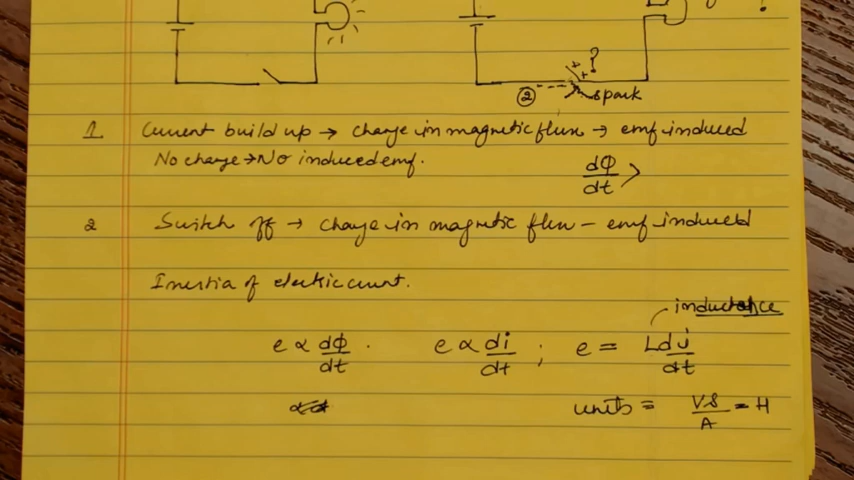 ?
② spark
1 Current build up → change in magnetic flux → emf induced
No change → No induced emf.
dΦ/dt >
2 Switch off → change in magnetic flux – emf induced
Inertia of electric current.
inductance
e ∝ dΦ/dt . e ∝ di/dt ; e = L di/dt
units = VS/A = H